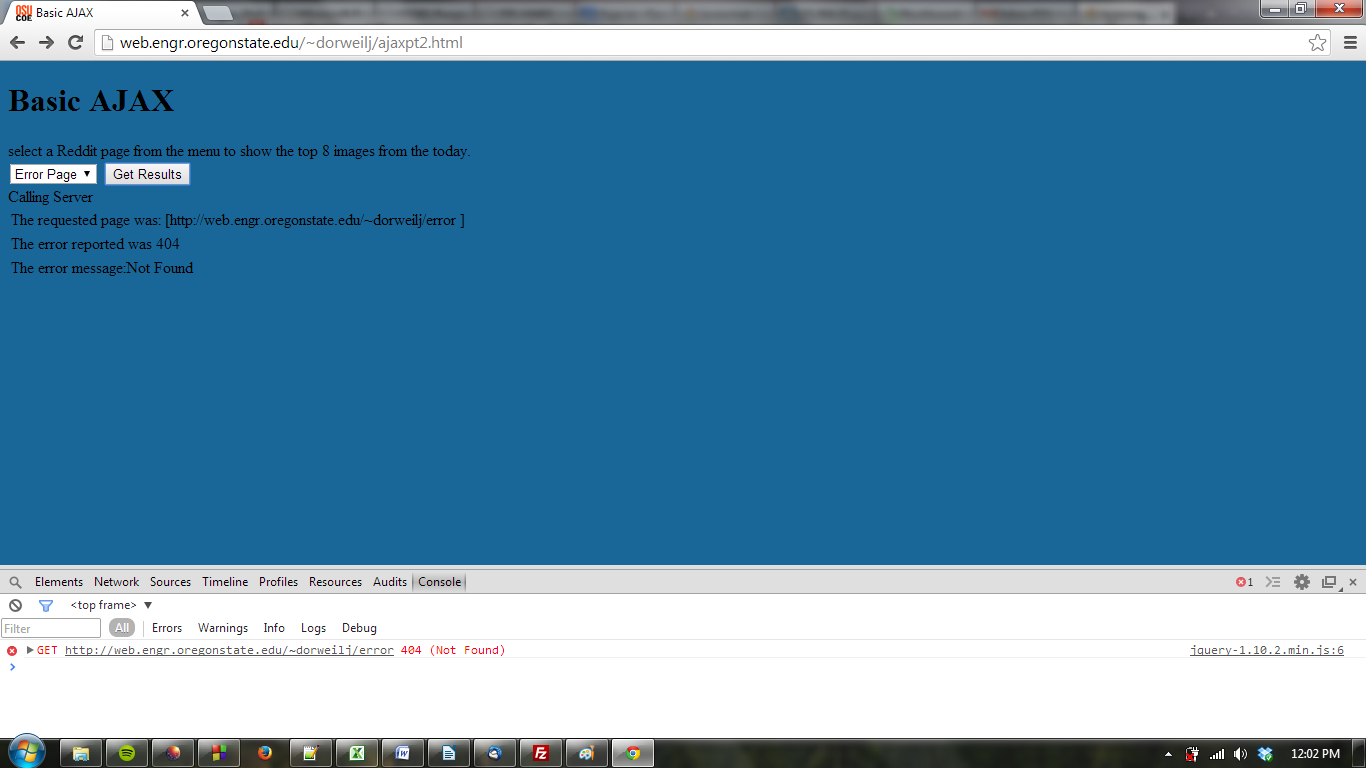 OSU COE Basic AJAX
web.engr.oregonstate.edu/~dorweilj/ajaxpt2.html
Basic AJAX
select a Reddit page from the menu to show the top 8 images from the today.
Error Page Get Results
Calling Server
The requested page was: [http://web.engr.oregonstate.edu/~dorweilj/error ]
The error reported was 404
The error message:Not Found
Elements Network Sources Timeline Profiles Resources Audits Console 1
<top frame>
Filter All Errors Warnings Info Logs Debug
GET http://web.engr.oregonstate.edu/~dorweilj/error 404 (Not Found) jquery-1.10.2.min.js:6
12:02 PM